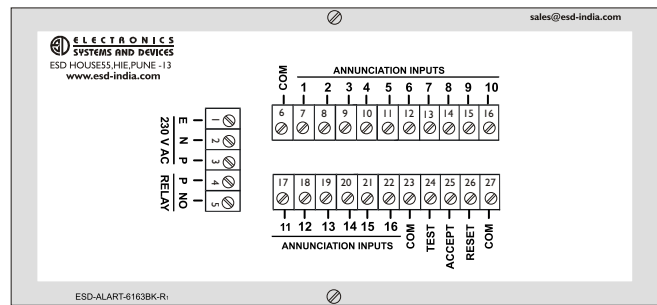 sales@esd-india.com
ESD ELECTRONICS
SYSTEMS AND DEVICES
ESD HOUSE55,HIE,PUNE -13
www.esd-india.com
COM
ANNUNCIATION INPUTS
1 2 3 4 5 6 7 8 9 10
6 7 8 9 10 11 12 13 14 15 16
230 V AC
E 1
N 2
P 3
RELAY
P 4
NO 5
17 18 19 20 21 22 23 24 25 26 27
11 12 13 14 15 16 COM TEST ACCEPT RESET COM
ANNUNCIATION INPUTS
ESD-ALART-6163BK-R1